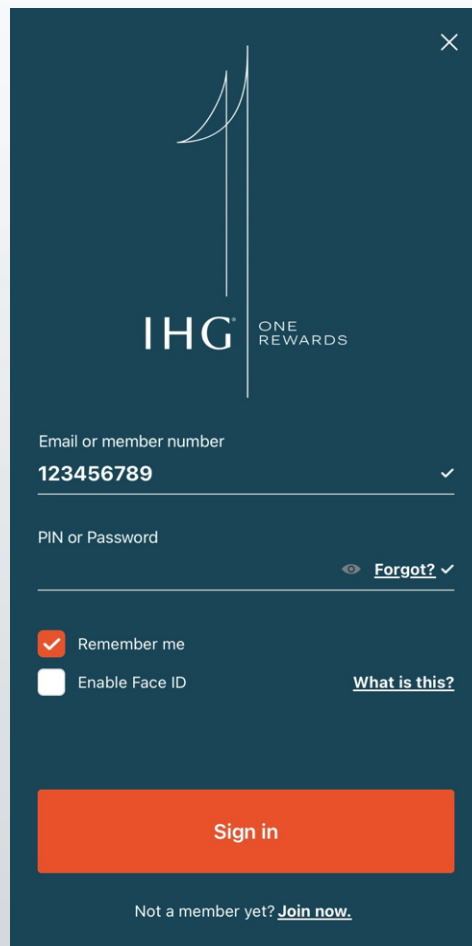 IHG® ONE
REWARDS
Email or member number
123456789
PIN or Password
Forgot?
Remember me
Enable Face ID What is this?
Sign in
Not a member yet? Join now.